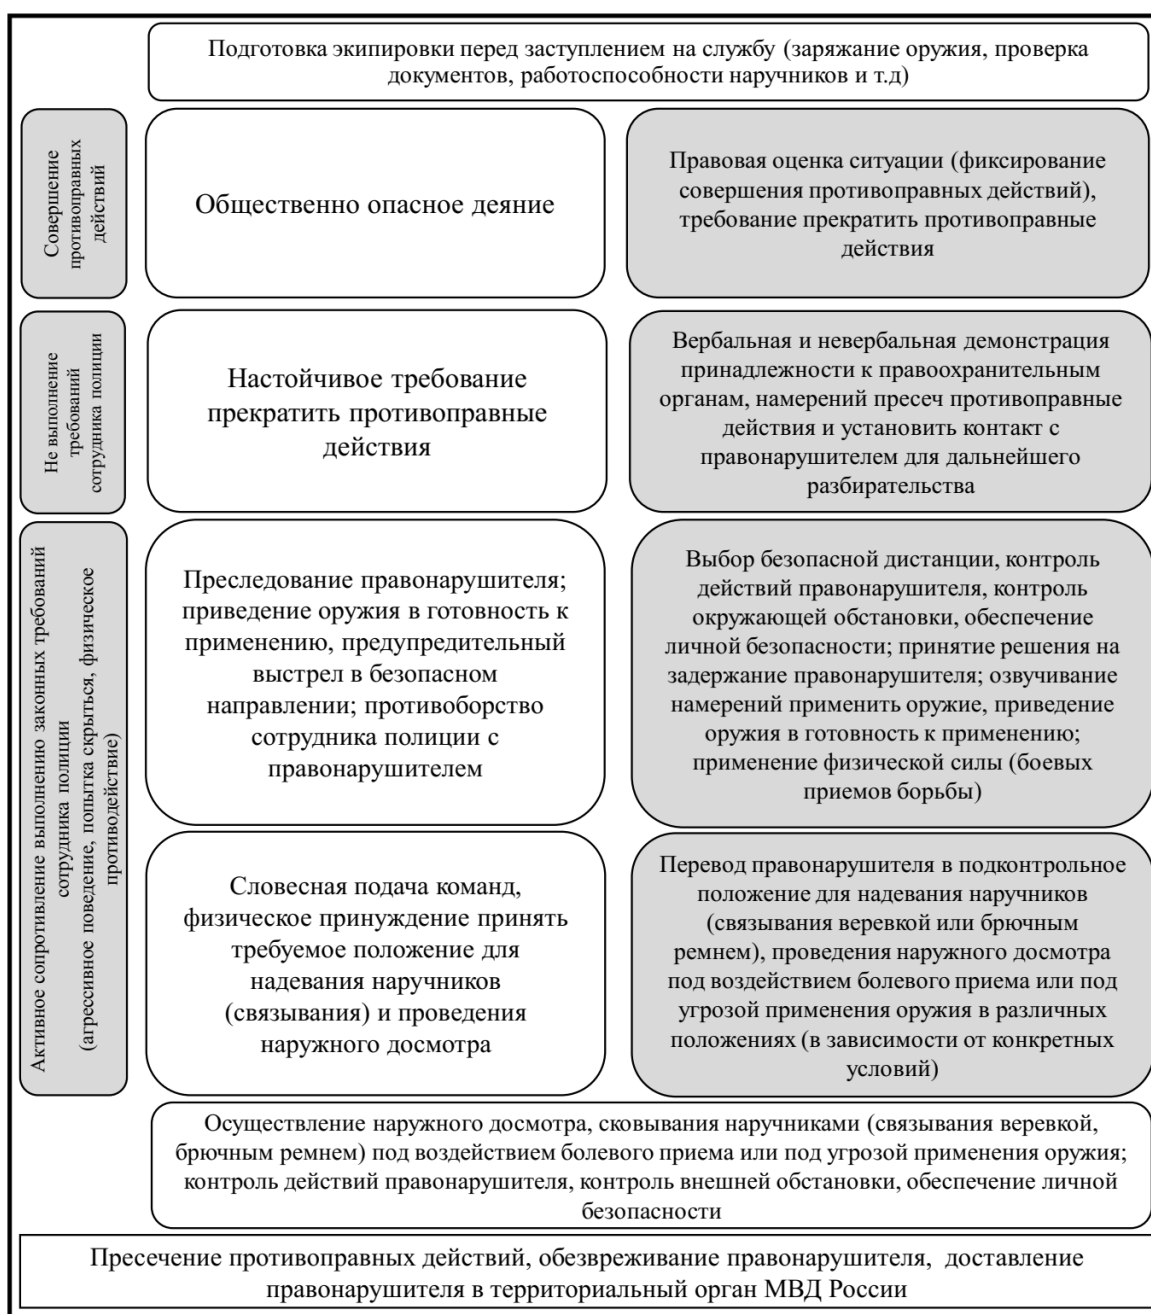 Подготовка экипировки перед заступлением на службу (заряжание оружия, проверка
документов, работоспособности наручников и т.д)
Совершение
противоправных
действий
Общественно опасное деяние
Правовая оценка ситуации (фиксирование
совершения противоправных действий),
требование прекратить противоправные
действия
Не выполнение
требований
сотрудника полиции
Настойчивое требование
прекратить противоправные
действия
Вербальная и невербальная демонстрация
принадлежности к правоохранительным
органам, намерений пресеч противоправные
действия и установить контакт с
правонарушителем для дальнейшего
разбирательства
Активное сопротивление выполнению законных требований
сотрудника полиции
(агрессивное поведение, попытка скрыться, физическое
противодействие)
Преследование правонарушителя;
приведение оружия в готовность к
применению, предупредительный
выстрел в безопасном
направлении; противоборство
сотрудника полиции с
правонарушителем
Выбор безопасной дистанции, контроль
действий правонарушителя, контроль
окружающей обстановки, обеспечение
личной безопасности; принятие решения на
задержание правонарушителя; озвучивание
намерений применить оружие, приведение
оружия в готовность к применению;
применение физической силы (боевых
приемов борьбы)
Словесная подача команд,
физическое принуждение принять
требуемое положение для
надевания наручников
(связывания) и проведения
наружного досмотра
Перевод правонарушителя в подконтрольное
положение для надевания наручников
(связывания веревкой или брючным
ремнем), проведения наружного досмотра
под воздействием болевого приема или под
угрозой применения оружия в различных
положениях (в зависимости от конкретных
условий)
Осуществление наружного досмотра, сковывания наручниками (связывания веревкой,
брючным ремнем) под воздействием болевого приема или под угрозой применения оружия;
контроль действий правонарушителя, контроль внешней обстановки, обеспечение личной
безопасности
Пресечение противоправных действий, обезвреживание правонарушителя, доставление
правонарушителя в территориальный орган МВД России